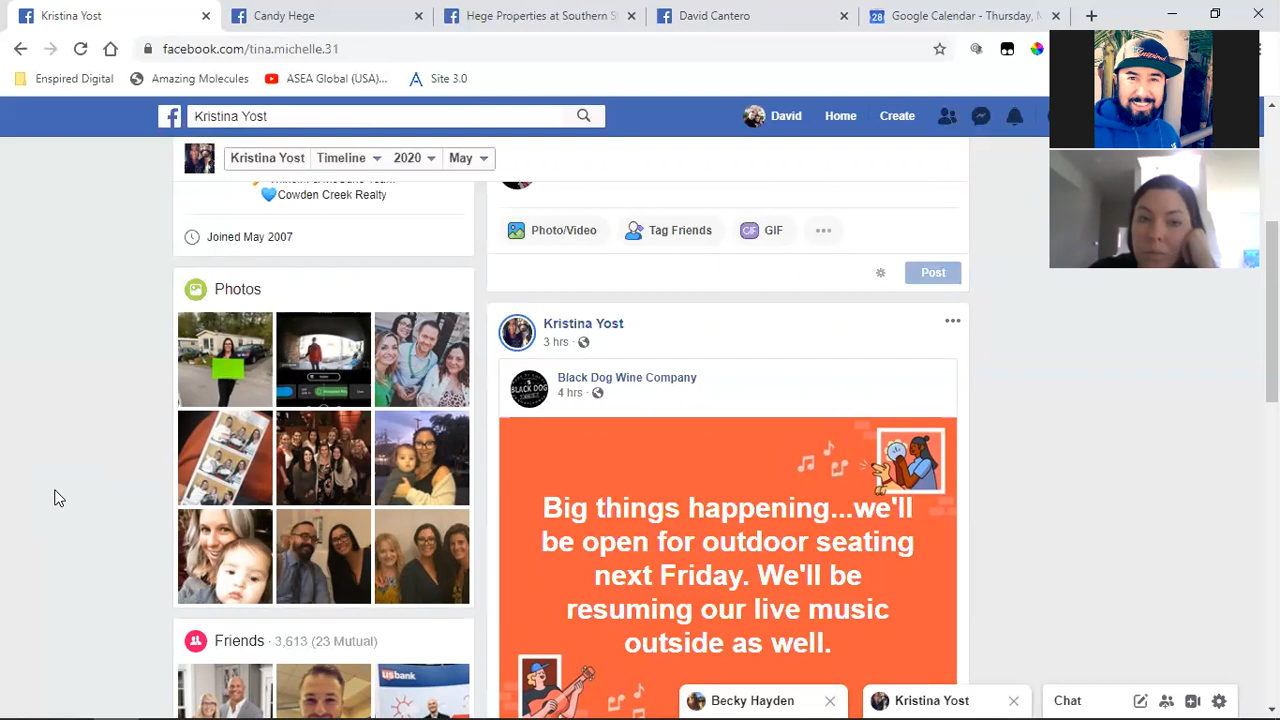 Kristina Yost
Candy Hege
Hege Properties at Southern S
David Cantero
28 Google Calendar - Thursday, M
facebook.com/tina.michelle.31
Enspired Digital
Amazing Molecules
ASEA Global (USA)...
Site 3.0
Kristina Yost
David
Home
Create
Kristina Yost
Timeline
2020
May
Cowden Creek Realty
Photo/Video
Tag Friends
GIF
Joined May 2007
Post
Photos
Kristina Yost
3 hrs ·
Black Dog Wine Company
4 hrs ·
BLACK DOG
Big things happening...we'll
be open for outdoor seating
next Friday. We'll be
resuming our live music
outside as well.
Friends · 3,613 (23 Mutual)
usbank
Becky Hayden
Kristina Yost
Chat